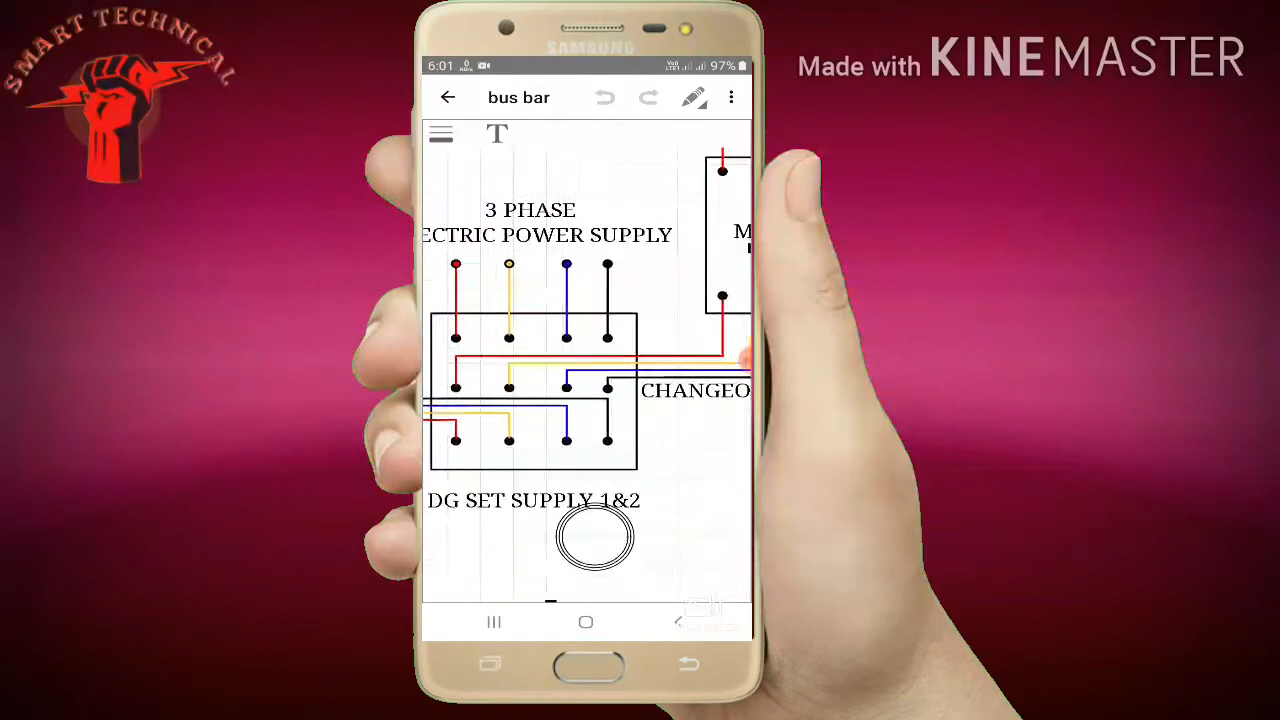 SMART TECHNICAL
Made with KINEMASTER
SAMSUNG
6:01
97%
bus bar
T
3 PHASE
ECTRIC POWER SUPPLY
M
CHANGEO
DG SET SUPPLY 1&2